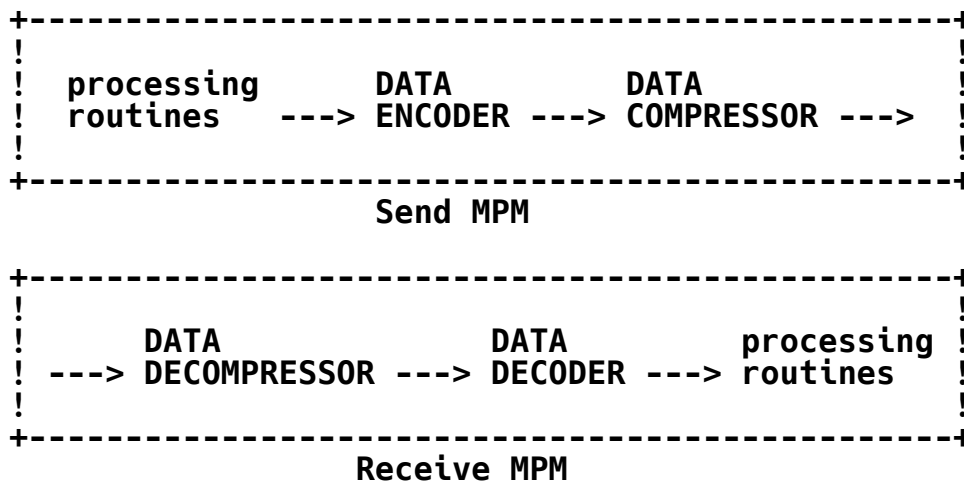 +------------------------------------------------+
!                                                !
!  processing      DATA        DATA              !
!  routines   ---> ENCODER ---> COMPRESSOR --->  !
!                                                !
+------------------------------------------------+
                   Send MPM
+------------------------------------------------+
!                                                !
!      DATA              DATA        processing !
! ---> DECOMPRESSOR ---> DECODER ---> routines   !
!                                                !
+------------------------------------------------+
                  Receive MPM